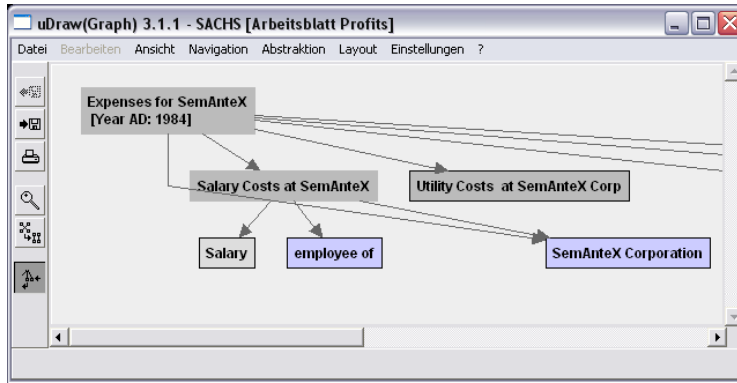 uDraw(Graph) 3.1.1 - SACHS [Arbeitsblatt Profits]
Datei Bearbeiten Ansicht Navigation Abstraktion Layout Einstellungen ?
Expenses for SemAnteX
[Year AD: 1984]
Salary Costs at SemAnteX
Utility Costs at SemAnteX Corp
Salary
employee of
SemAnteX Corporation